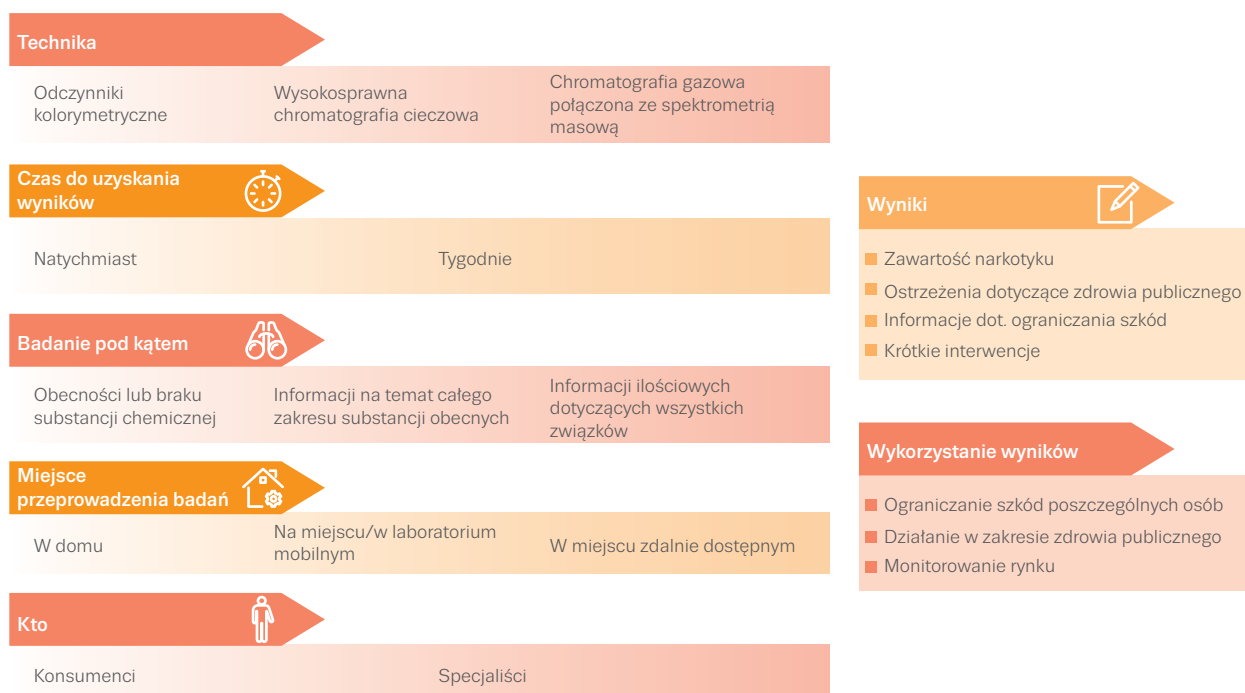 Technika
Odczynniki
kolorymetryczne
Wysokosprawna
chromatografia cieczowa
Chromatografia gazowa
połączona ze spektrometrią
masową
Czas do uzyskania
wyników
Natychmiast
Tygodnie
Badanie pod kątem
Obecności lub braku
substancji chemicznej
Informacji na temat całego
zakresu substancji obecnych
Informacji ilościowych
dotyczących wszystkich
związków
Miejsce
przeprowadzenia badań
W domu
Na miejscu/w laboratorium
mobilnym
W miejscu zdalnie dostępnym
Kto
Konsumenci
Specjaliści
Wyniki
Zawartość narkotyku
Ostrzeżenia dotyczące zdrowia publicznego
Informacje dot. ograniczania szkód
Krótkie interwencje
Wykorzystanie wyników
Ograniczanie szkód poszczególnych osób
Działanie w zakresie zdrowia publicznego
Monitorowanie rynku